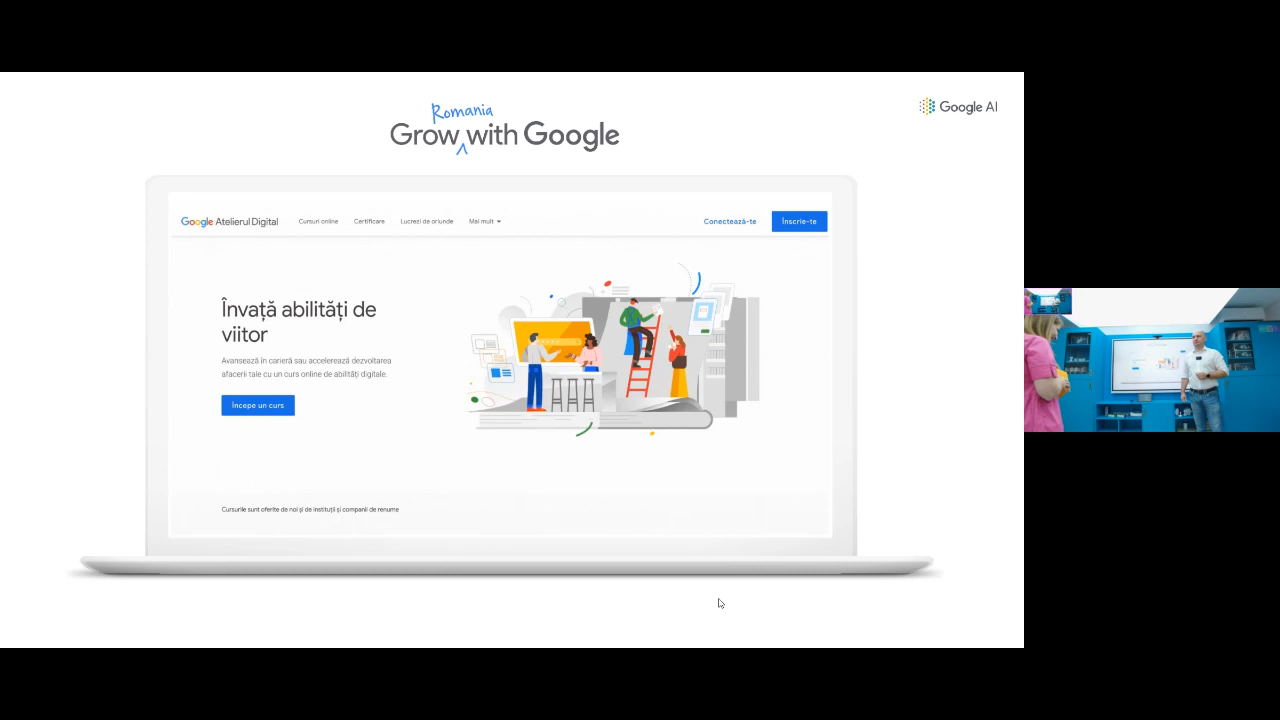 Romania
Grow with Google
Google AI
Google Atelierul Digital
Cursuri online
Certificare
Lucrezi de oriunde
Mai mult
Conectează-te
Înscrie-te
Învață abilități de
viitor
Avansează în carieră sau accelerează dezvoltarea
afacerii tale cu un curs online de abilități digitale.
Începe un curs
Cursurile sunt oferite de noi și de instituții și companii de renume